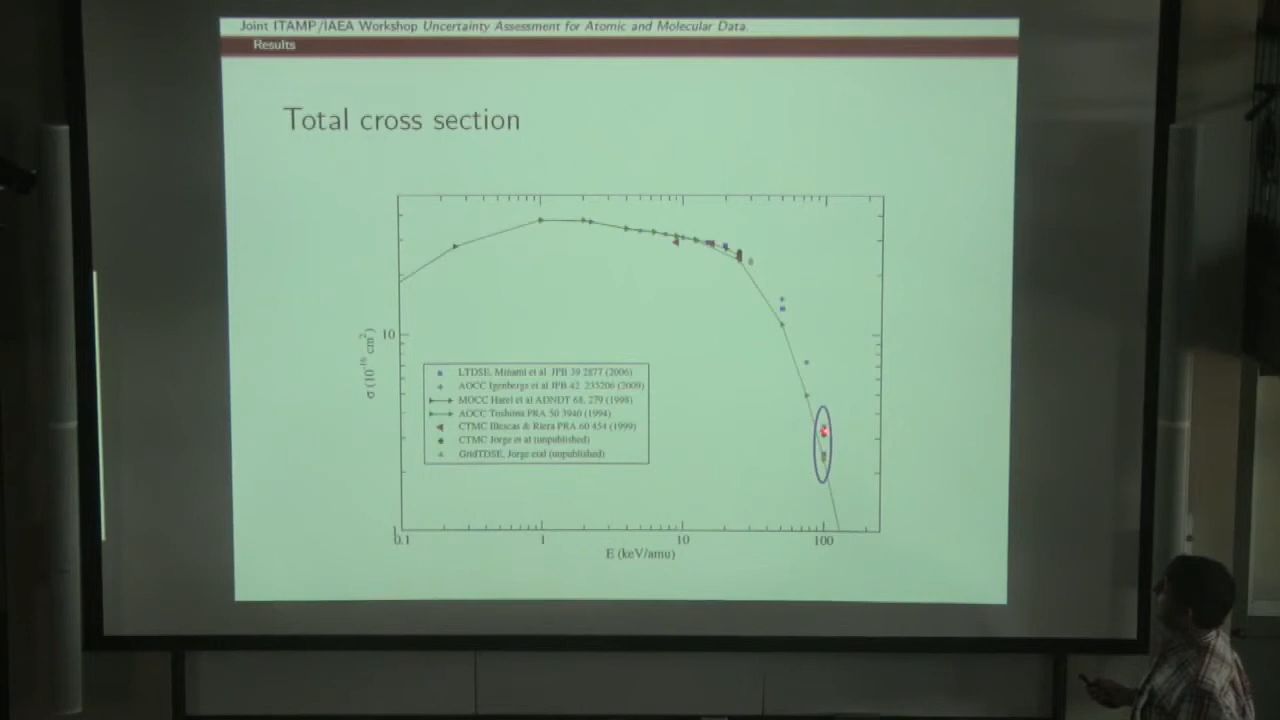 Joint ITAMP/IAEA Workshop Uncertainty Assessment for Atomic and Molecular Data.
Results
Total cross section
σ (10⁻¹⁶ cm²)
10
LTDSE, Minami et al JPB 39 2877 (2006)
AOCC Igenbergs et al JPB 42, 235206 (2009)
MOCC Harel et al ADNDT 68, 279 (1998)
AOCC Toshima PRA 50 3940 (1994)
CTMC Illescas & Riera PRA 60 454 (1999)
CTMC Jorge et al (unpublished)
GridTDSE, Jorge etal (unpublished)
0.1 1 10 100
E (keV/amu)